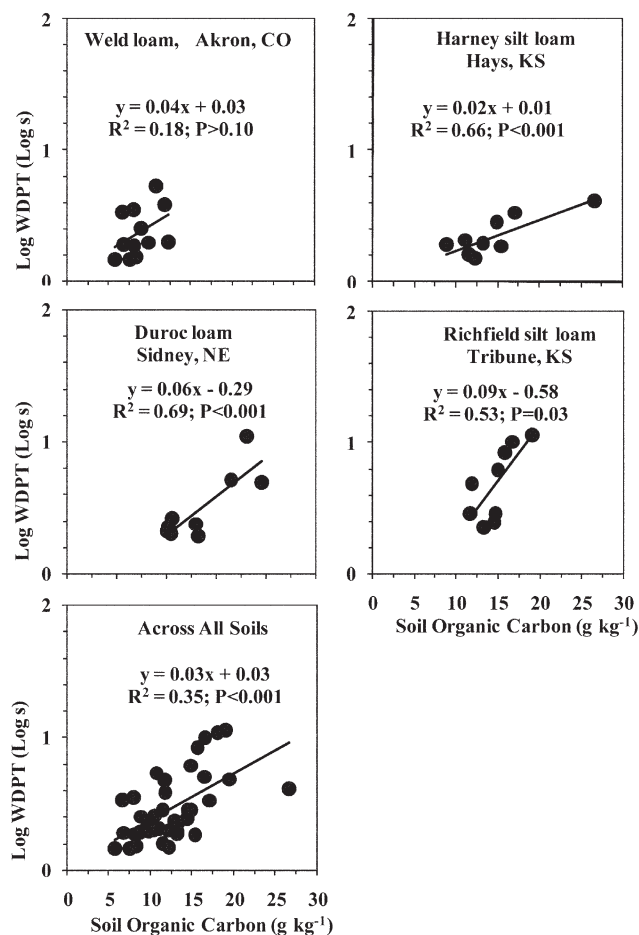 2
Weld loam, Akron, CO
y = 0.04x + 0.03
R² = 0.18; P>0.10
1
0
Log WDPT (Log s)
2
Harney silt loam
Hays, KS
y = 0.02x + 0.01
R² = 0.66; P<0.001
1
0
2
Duroc loam
Sidney, NE
y = 0.06x - 0.29
R² = 0.69; P<0.001
1
0
Log WDPT (Log s)
2
Richfield silt loam
Tribune, KS
y = 0.09x - 0.58
R² = 0.53; P=0.03
1
0
0 5 10 15 20 25 30
Soil Organic Carbon (g kg⁻¹)
2
Across All Soils
y = 0.03x + 0.03
R² = 0.35; P<0.001
1
0
Log WDPT (Log s)
0 5 10 15 20 25 30
Soil Organic Carbon (g kg⁻¹)